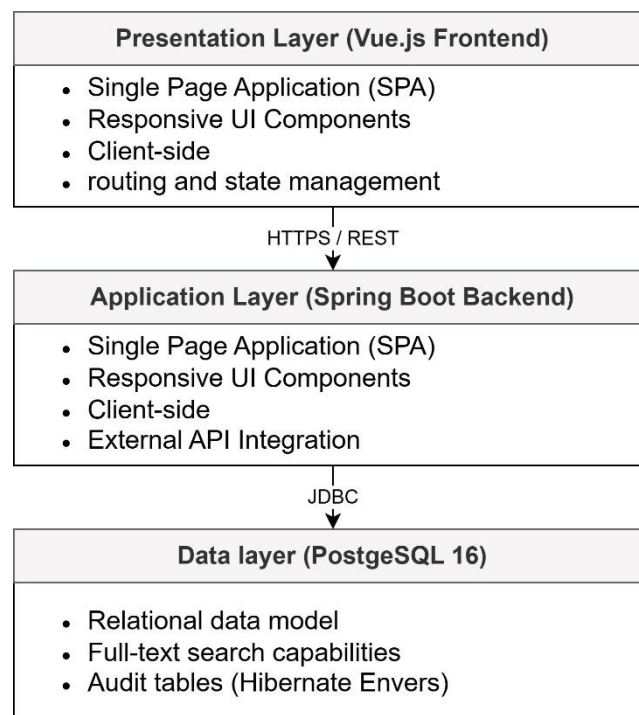 Presentation Layer (Vue.js Frontend)
• Single Page Application (SPA)
• Responsive UI Components
• Client-side
• routing and state management
HTTPS / REST
Application Layer (Spring Boot Backend)
• Single Page Application (SPA)
• Responsive UI Components
• Client-side
• External API Integration
JDBC
Data layer (PostgeSQL 16)
• Relational data model
• Full-text search capabilities
• Audit tables (Hibernate Envers)